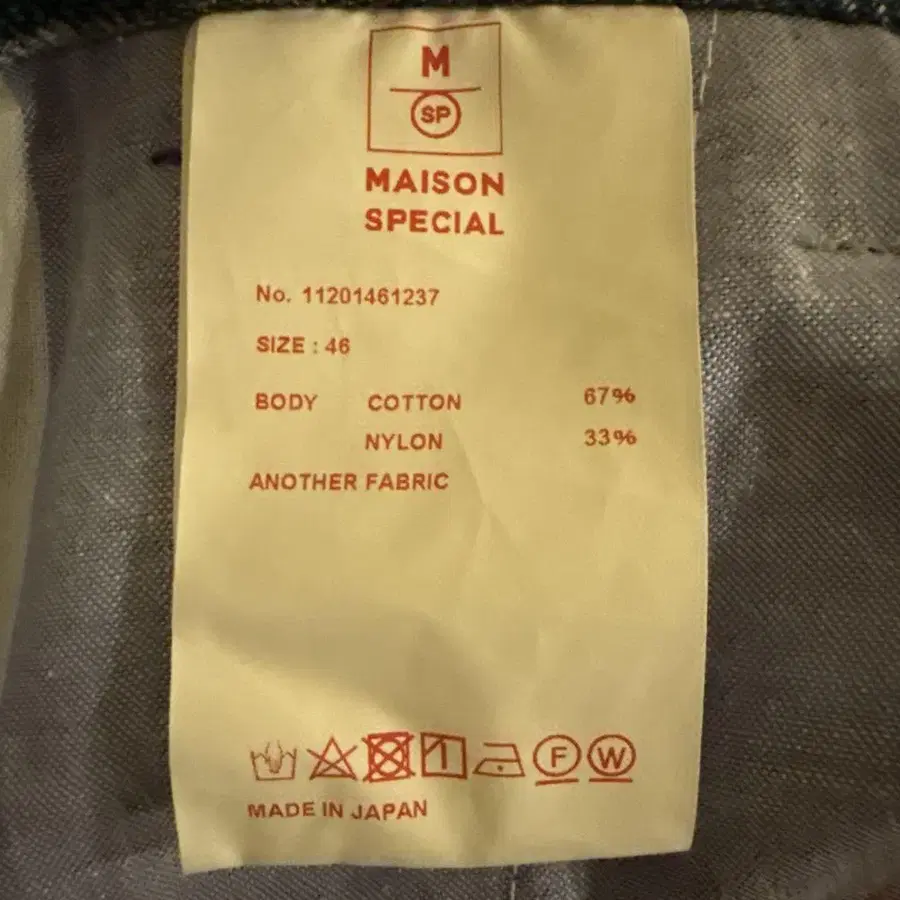 M
SP
MAISON
SPECIAL
No. 11201461237
SIZE : 46
BODY COTTON 67%
NYLON 33%
ANOTHER FABRIC
F W
MADE IN JAPAN